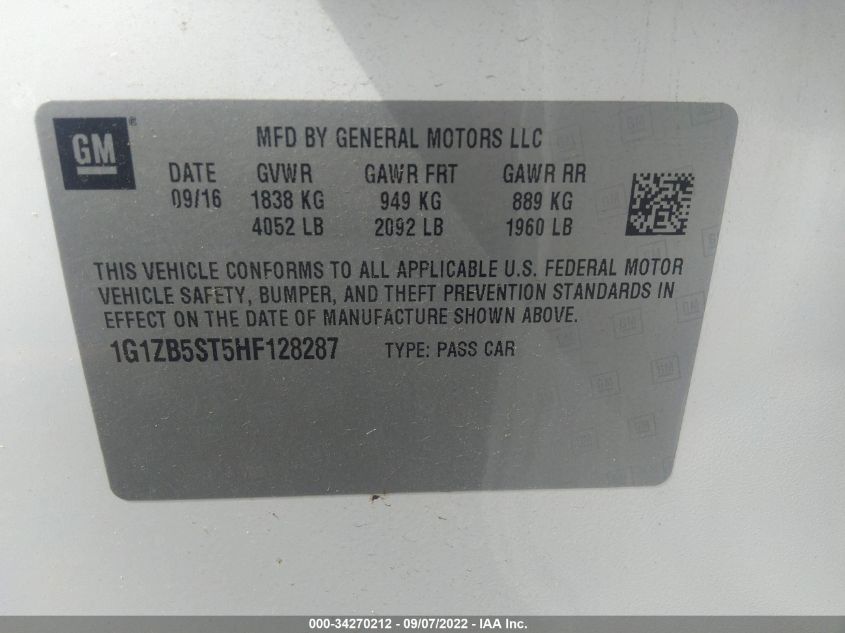 GM ®
MFD BY GENERAL MOTORS LLC
DATE GVWR GAWR FRT GAWR RR
09/16 1838 KG 949 KG 889 KG
4052 LB 2092 LB 1960 LB
THIS VEHICLE CONFORMS TO ALL APPLICABLE U.S. FEDERAL MOTOR
VEHICLE SAFETY, BUMPER, AND THEFT PREVENTION STANDARDS IN
EFFECT ON THE DATE OF MANUFACTURE SHOWN ABOVE.
1G1ZB5ST5HF128287 TYPE: PASS CAR
000-34270212 - 09/07/2022 - IAA Inc.